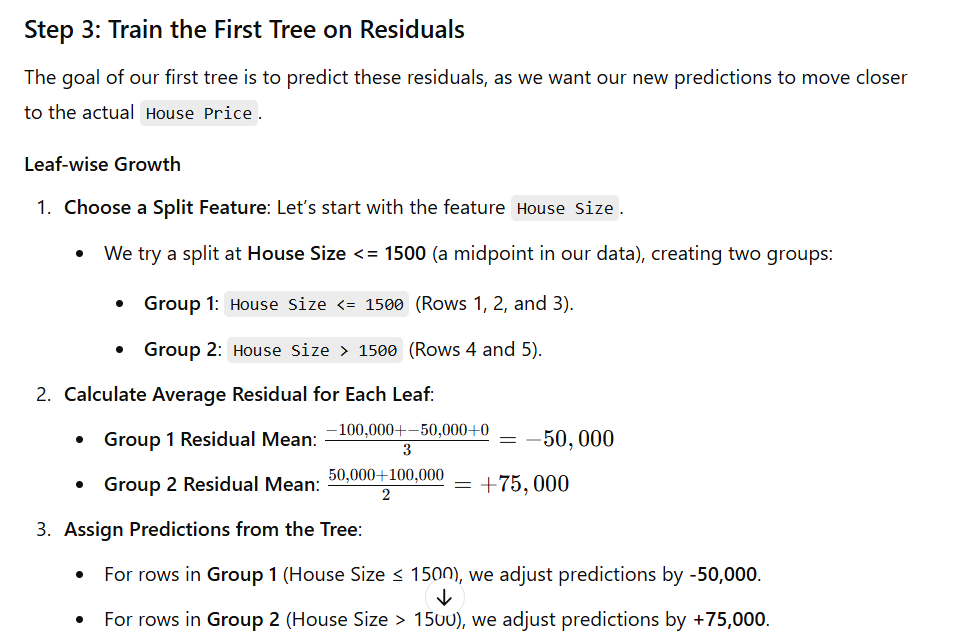 Step 3: Train the First Tree on Residuals
The goal of our first tree is to predict these residuals, as we want our new predictions to move closer
to the actual House Price.
Leaf-wise Growth
1. Choose a Split Feature: Let's start with the feature House Size.
• We try a split at House Size <= 1500 (a midpoint in our data), creating two groups:
• Group 1: House Size <= 1500 (Rows 1, 2, and 3).
• Group 2: House Size > 1500 (Rows 4 and 5).
2. Calculate Average Residual for Each Leaf:
• Group 1 Residual Mean: −100,000+−50,000+0 / 3 = −50,000
• Group 2 Residual Mean: 50,000+100,000 / 2 = +75,000
3. Assign Predictions from the Tree:
• For rows in Group 1 (House Size ≤ 1500), we adjust predictions by -50,000.
• For rows in Group 2 (House Size > 1500), we adjust predictions by +75,000.